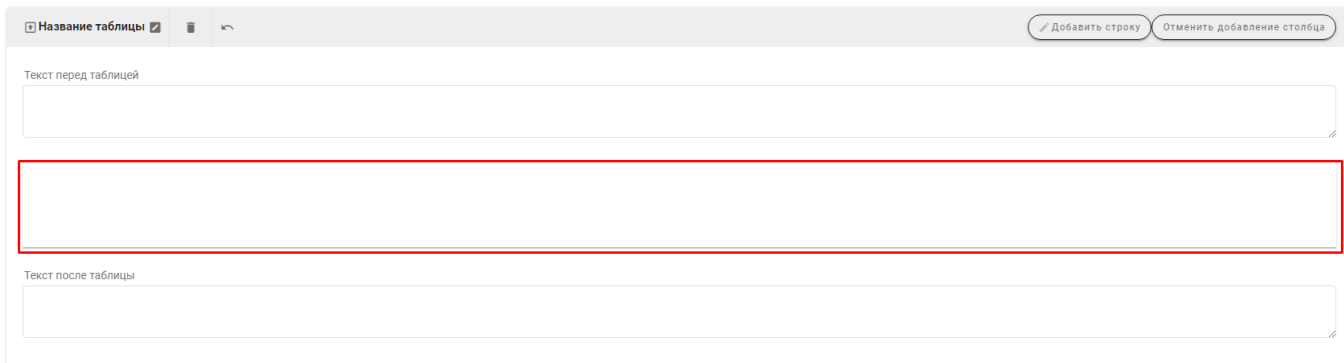 Название таблицы
Добавить строку
Отменить добавление столбца
Текст перед таблицей
Текст после таблицы